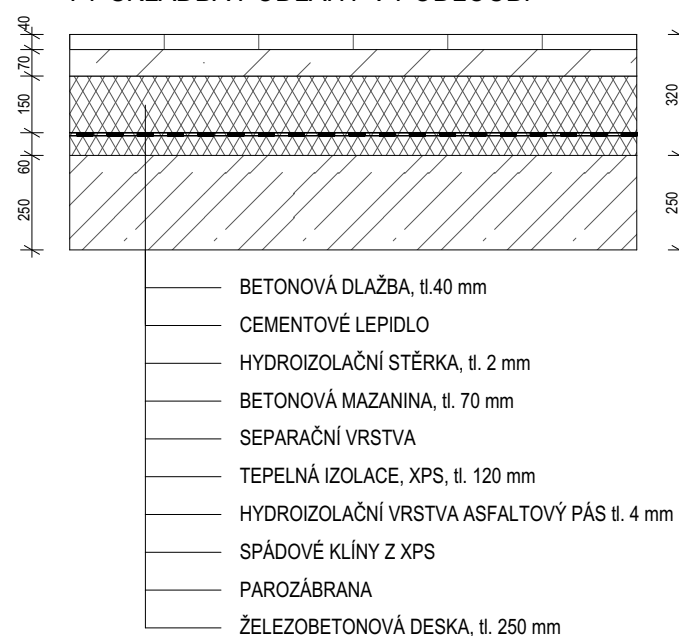 40
70
150
60
250
320
250
BETONOVÁ DLAŽBA, tl.40 mm
CEMENTOVÉ LEPIDLO
HYDROIZOLAČNÍ STĚRKA, tl. 2 mm
BETONOVÁ MAZANINA, tl. 70 mm
SEPARAČNÍ VRSTVA
TEPELNÁ IZOLACE, XPS, tl. 120 mm
HYDROIZOLAČNÍ VRSTVA ASFALTOVÝ PÁS tl. 4 mm
SPÁDOVÉ KLÍNY Z XPS
PAROZÁBRANA
ŽELEZOBETONOVÁ DESKA, tl. 250 mm